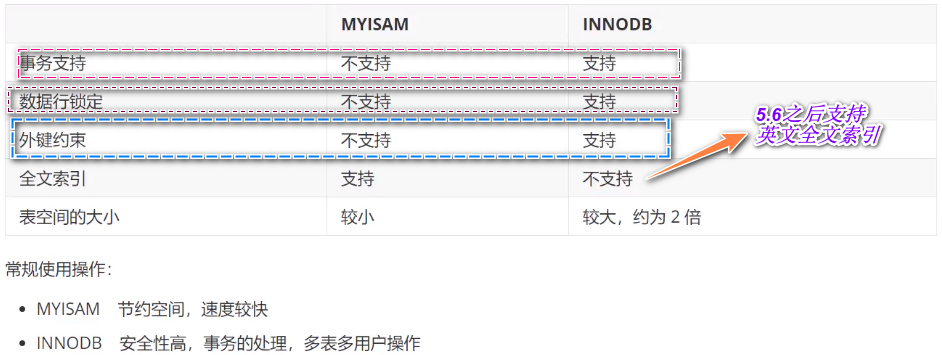 MYISAM INNODB
事务支持 不支持 支持
数据行锁定 不支持 支持
外键约束 不支持 支持
5.6之后支持
英文全文索引
全文索引 支持 不支持
表空间的大小 较小 较大，约为 2 倍
常规使用操作：
• MYISAM 节约空间，速度较快
• INNODB 安全性高，事务的处理，多表多用户操作